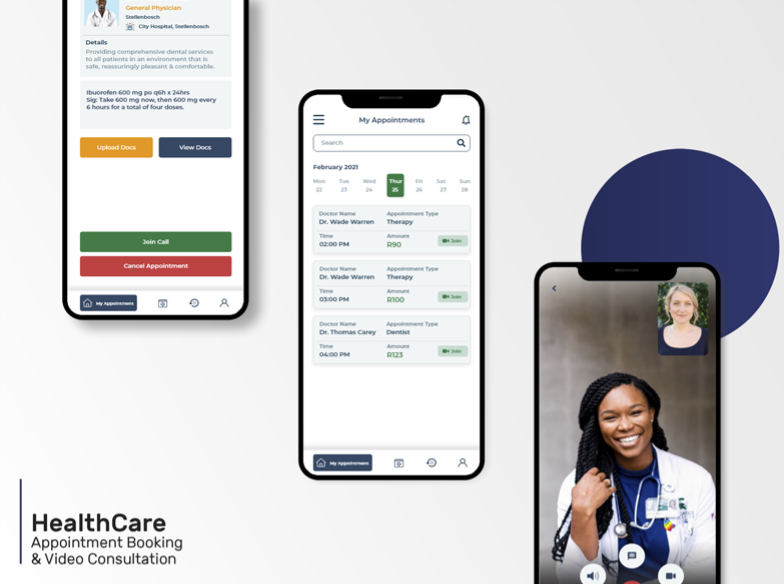 General Physician
Stellenbosch
City Hospital, Stellenbosch
Details
Providing comprehensive dental services
to all patients in an environment that is
safe, reassuringly pleasant & comfortable.
Ibuorofen 600 mg po q6h x 24hrs
Sig: Take 600 mg now, then 600 mg every
6 hours for a total of four doses.
Upload Docs View Docs
Join Call
Cancel Appointment
My Appointment
My Appointments
Search
February 2021
Mon Tue Wed Thur Fri Sat Sun
22 23 24 25 26 27 28
Doctor Name Appointment Type
Dr. Wade Warren Therapy
Time Amount
02:00 PM R90 Join
Doctor Name Appointment Type
Dr. Wade Warren Therapy
Time Amount
03:00 PM R100 Join
Doctor Name Appointment Type
Dr. Thomas Carey Dentist
Time Amount
04:00 PM R123 Join
My Appointment
HealthCare
Appointment Booking
& Video Consultation